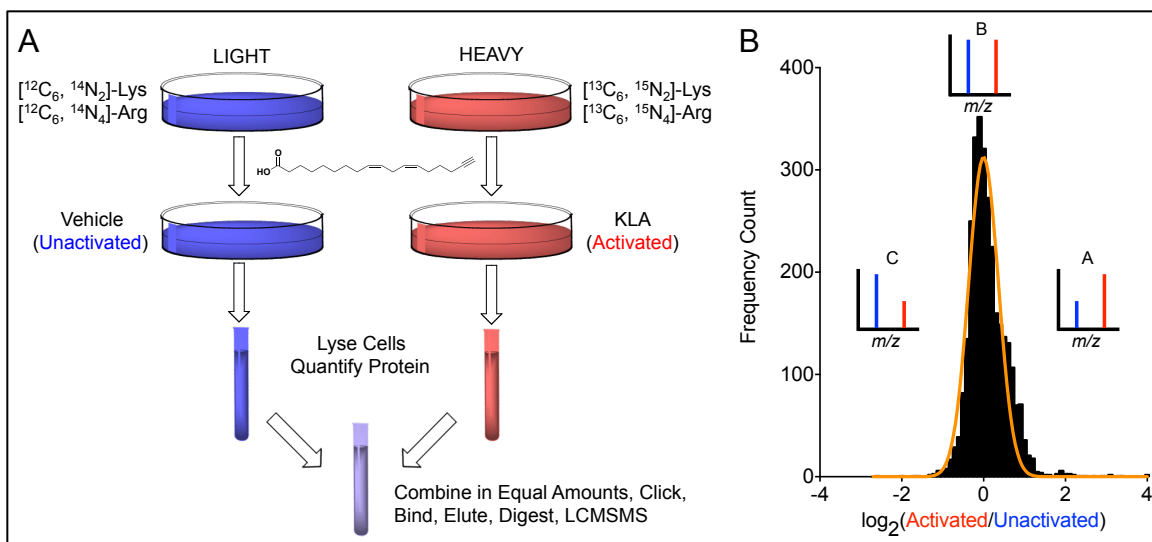 A
LIGHT
HEAVY
[¹²C₆, ¹⁴N₂]-Lys
[¹²C₆, ¹⁴N₄]-Arg
[¹³C₆, ¹⁵N₂]-Lys
[¹³C₆, ¹⁵N₄]-Arg
O
HO
Vehicle
(Unactivated)
KLA
(Activated)
Lyse Cells
Quantify Protein
Combine in Equal Amounts, Click,
Bind, Elute, Digest, LCMSMS
B
B
m/z
C
m/z
A
m/z
Frequency Count
400
300
200
100
0
-4
-2
0
2
4
log₂(Activated/Unactivated)